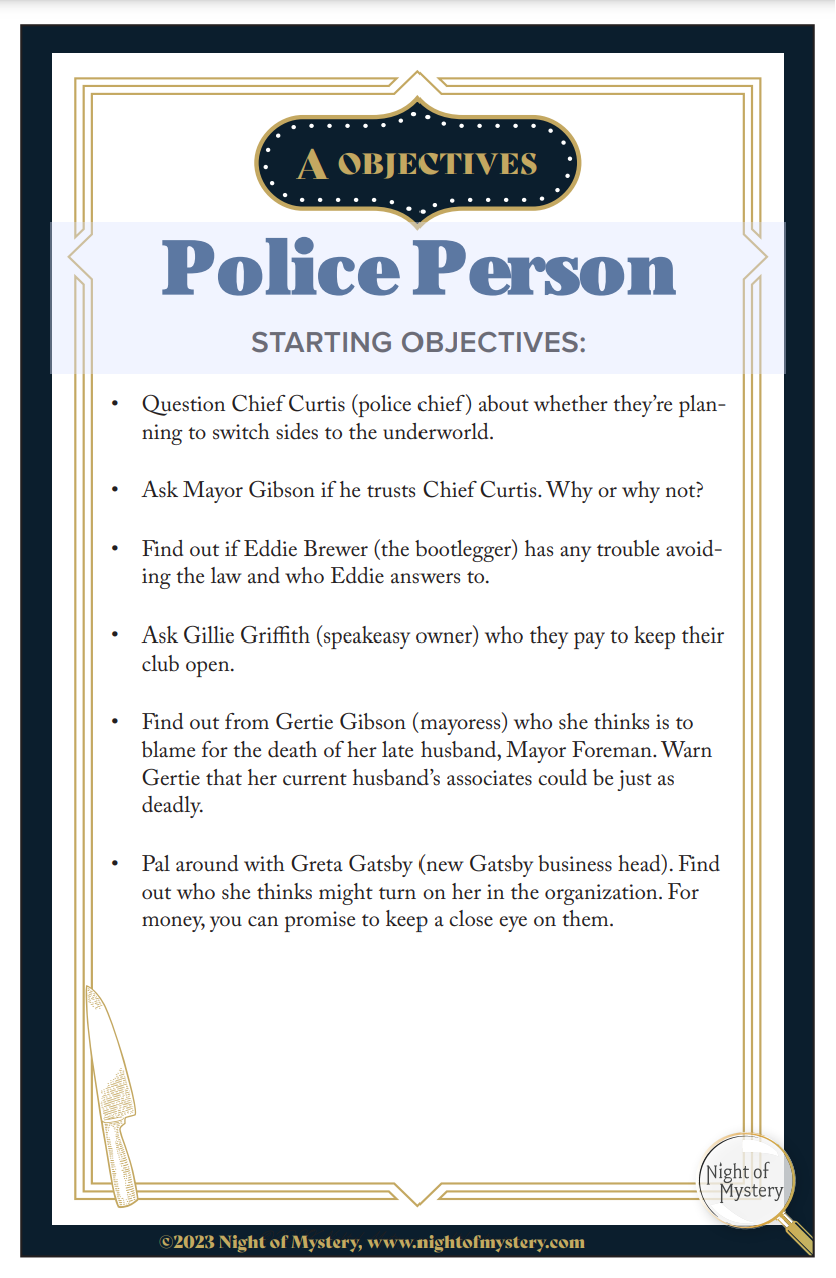 A OBJECTIVES
Police Person
STARTING OBJECTIVES:
• Question Chief Curtis (police chief) about whether they're plan-
ning to switch sides to the underworld.
• Ask Mayor Gibson if he trusts Chief Curtis. Why or why not?
• Find out if Eddie Brewer (the bootlegger) has any trouble avoid-
ing the law and who Eddie answers to.
• Ask Gillie Griffith (speakeasy owner) who they pay to keep their
club open.
• Find out from Gertie Gibson (mayoress) who she thinks is to
blame for the death of her late husband, Mayor Foreman. Warn
Gertie that her current husband's associates could be just as
deadly.
• Pal around with Greta Gatsby (new Gatsby business head). Find
out who she thinks might turn on her in the organization. For
money, you can promise to keep a close eye on them.
Night of
Mystery
©2023 Night of Mystery, www.nightofmystery.com